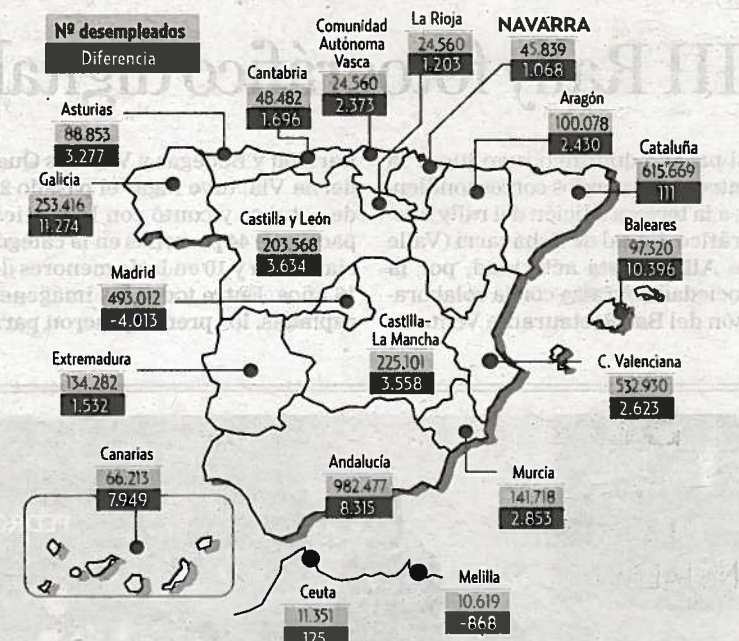 Nº desempleados
Diferencia
Comunidad
Autónoma
Vasca
24.560
2.373
La Rioja
24.560
1.203
NAVARRA
45.839
1.068
Cantabria
48.482
1.696
Aragón
100.078
2.430
Asturias
88.853
3.277
Cataluña
615.669
111
Galicia
253.416
11.274
Castilla y León
203.568
3.634
Baleares
97.320
10.396
Madrid
493.012
-4.013
Castilla-
La Mancha
225.101
3.558
Extremadura
134.282
1.532
C. Valenciana
532.930
2.623
Canarias
66.213
7.949
Andalucía
982.477
8.315
Murcia
141.718
2.853
Ceuta
11.351
125
Melilla
10.619
-868